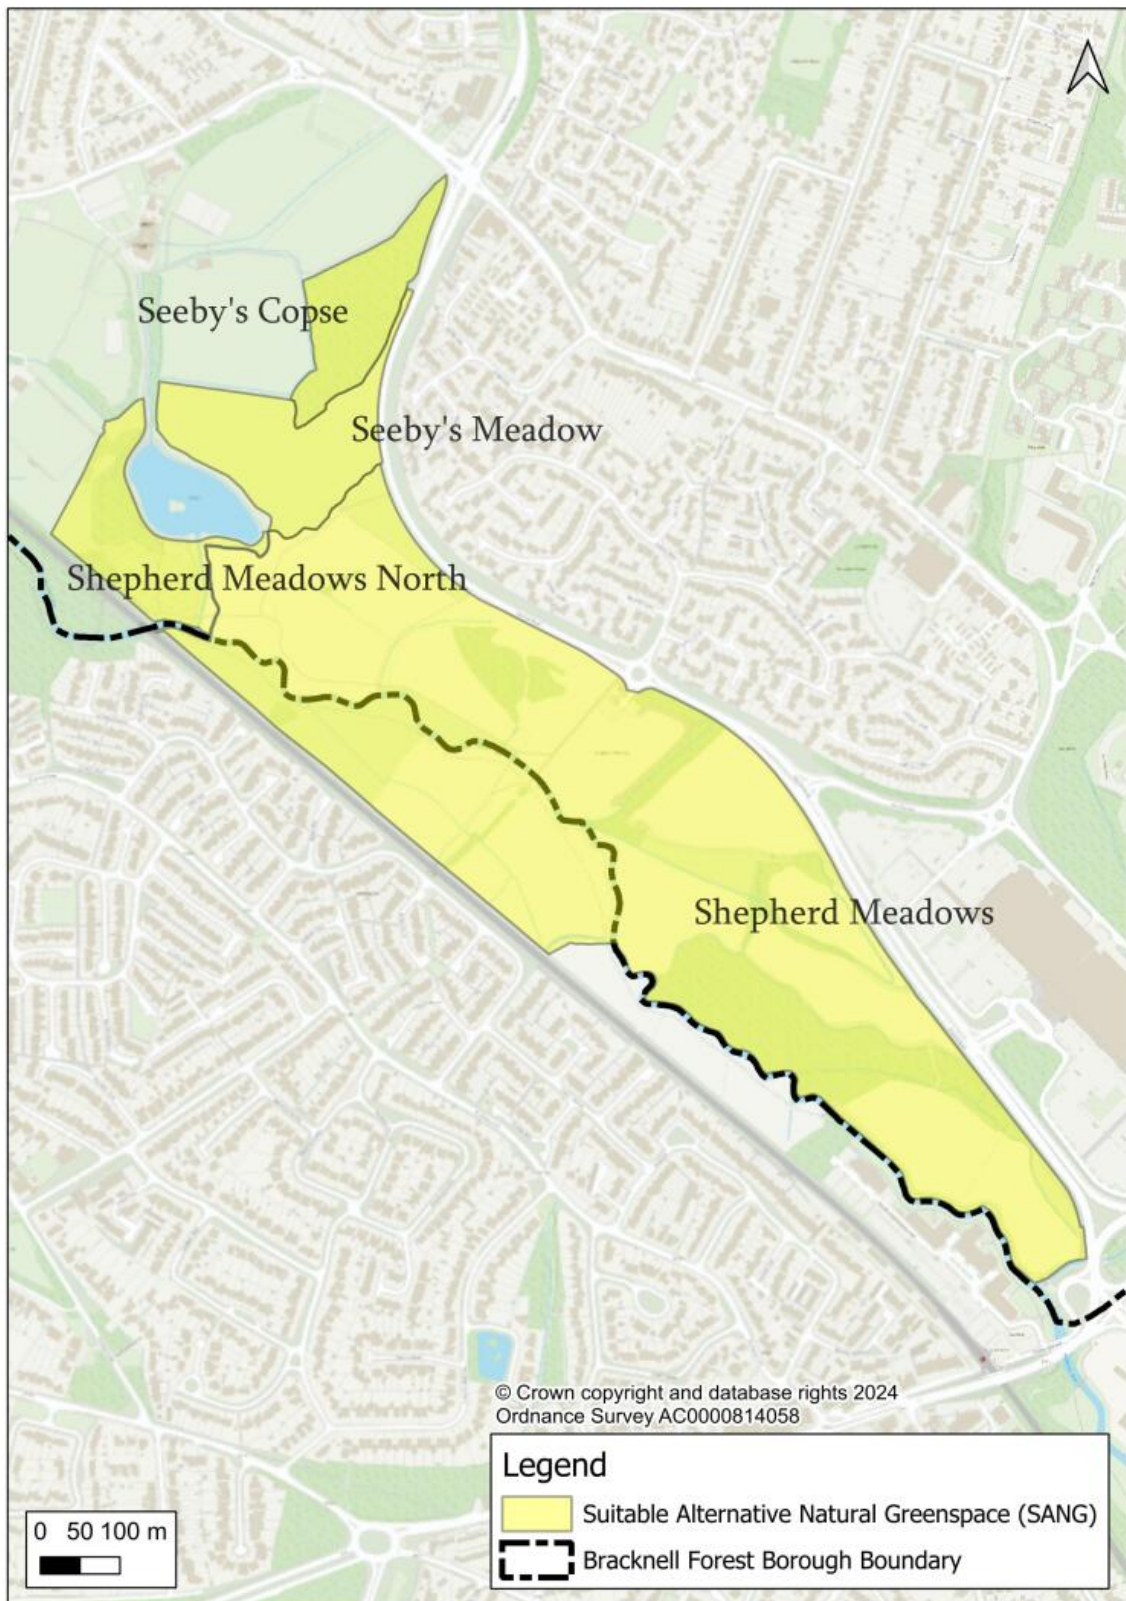 Seeby's Copse
Seeby's Meadow
Shepherd Meadows North
Shepherd Meadows
© Crown copyright and database rights 2024
Ordnance Survey AC0000814058
Legend
Suitable Alternative Natural Greenspace (SANG)
Bracknell Forest Borough Boundary
0 50 100 m